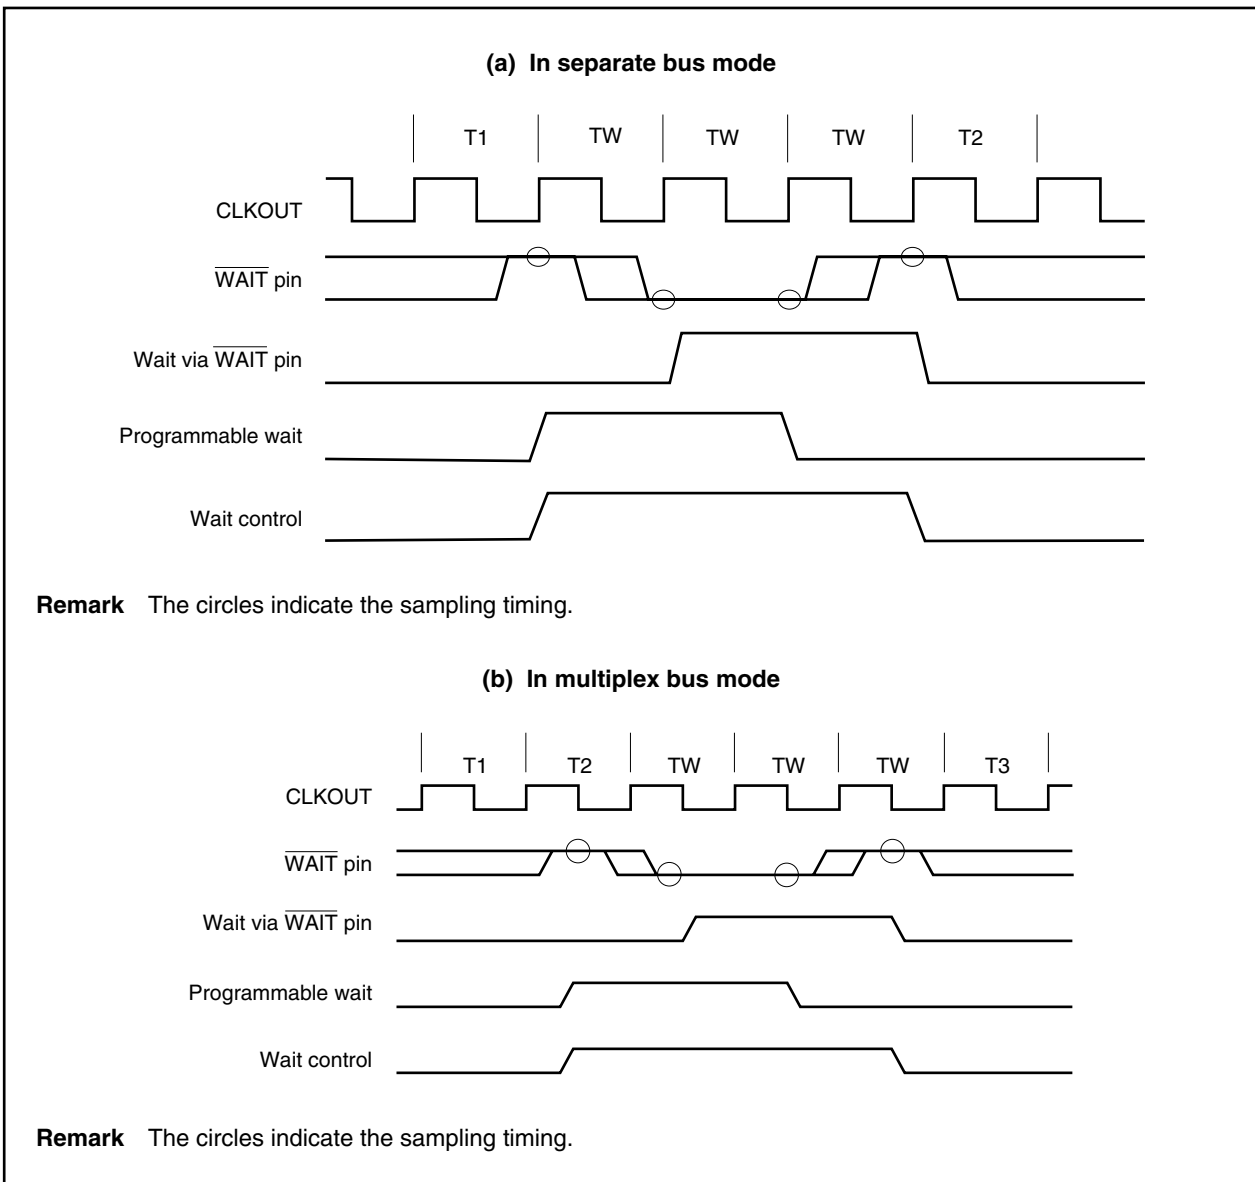 (a) In separate bus mode
T1 TW TW TW T2
CLKOUT
WAIT pin
Wait via WAIT pin
Programmable wait
Wait control
Remark The circles indicate the sampling timing.
(b) In multiplex bus mode
T1 T2 TW TW TW T3
CLKOUT
WAIT pin
Wait via WAIT pin
Programmable wait
Wait control
Remark The circles indicate the sampling timing.